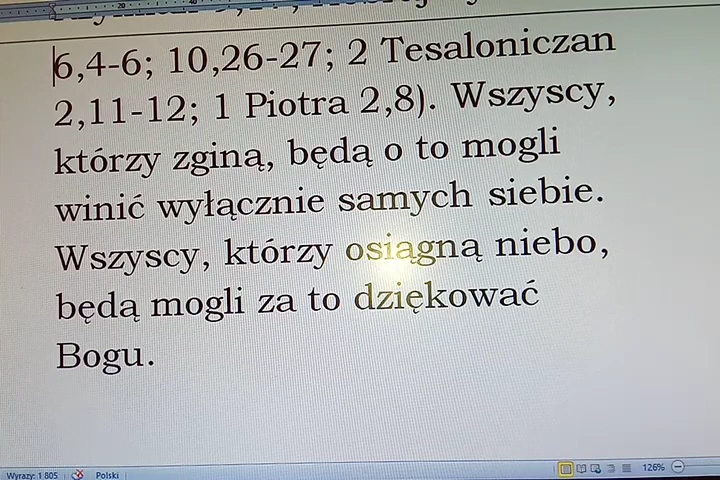 20
6,4-6; 10,26-27; 2 Tesaloniczan
2,11-12; 1 Piotra 2,8). Wszyscy,
którzy zginą, będą o to mogli
winić wyłącznie samych siebie.
Wszyscy, którzy osiągną niebo,
będą mogli za to dziękować
Bogu.
Wyrazy: 1 805 Polski 126%